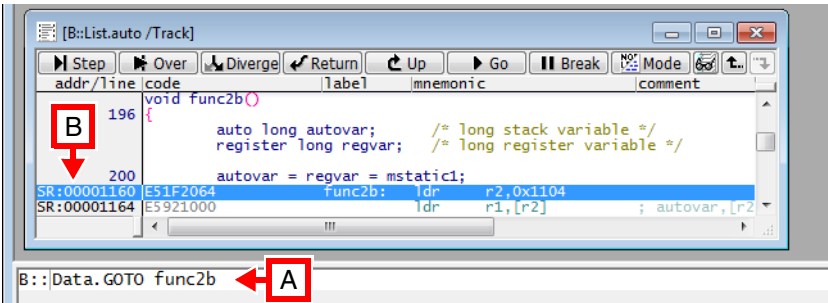 [B::List.auto /Track]
Step Over Diverge Return Up Go Break Mode t..
addr/line code label mnemonic comment
void func2b()
196 {
auto long autovar; /* long stack variable */
register long regvar; /* long register variable */
B
200 autovar = regvar = mstatic1;
SR:00001160 E51F2064 func2b: ldr r2,0x1104
SR:00001164 E5921000 ldr r1,[r2] ; autovar,[r2
B::Data.GOTO func2b A